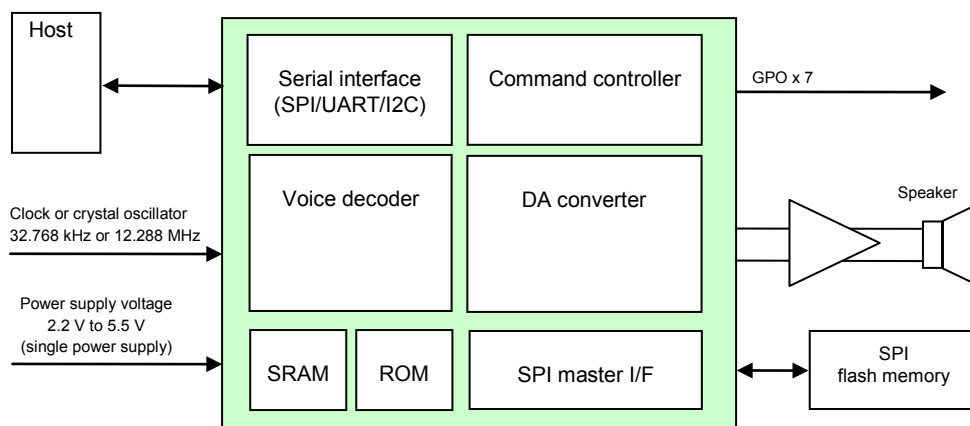 Host
Serial interface
(SPI/UART/I2C)
Command controller
GPO x 7
Voice decoder
DA converter
Speaker
Clock or crystal oscillator
32.768 kHz or 12.288 MHz
Power supply voltage
2.2 V to 5.5 V
(single power supply)
SRAM
ROM
SPI master I/F
SPI
flash memory